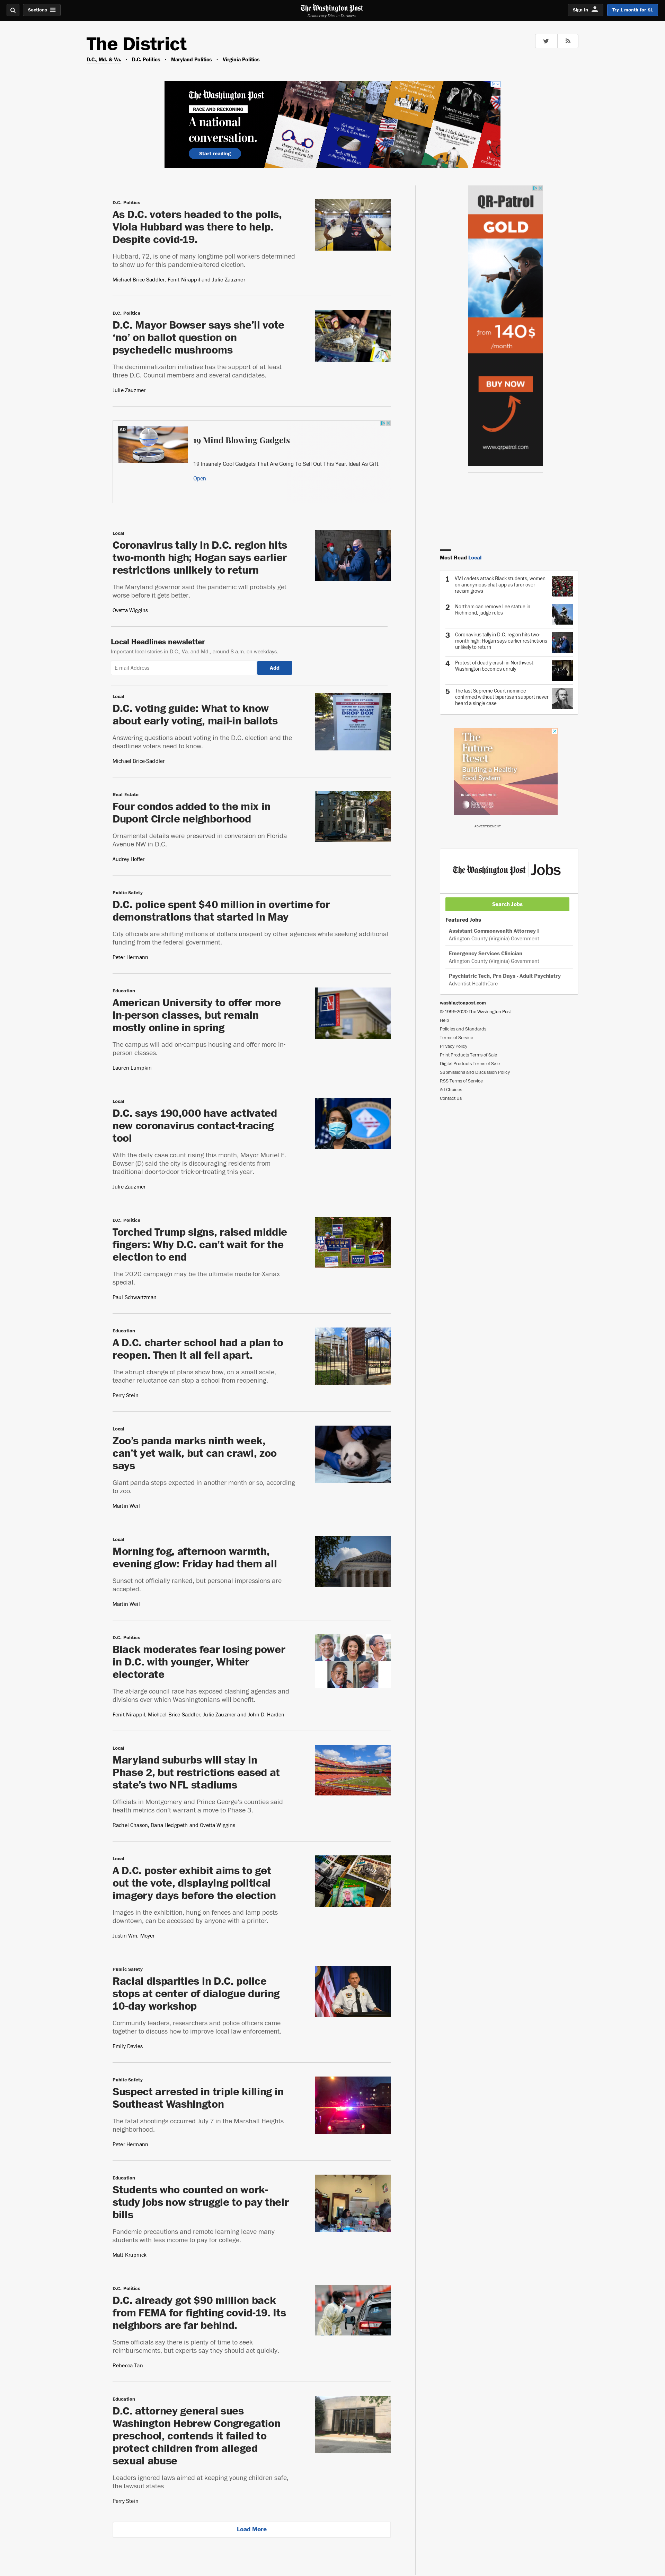 Sections
The Washington Post
Democracy Dies in Darkness
Sign In
Try 1 month for $1
The District
D.C., Md. & Va. • D.C. Politics • Maryland Politics • Virginia Politics
The Washington Post
RACE AND RECKONING
A national
conversation.
Start reading
D.C. Politics
As D.C. voters headed to the polls,
Viola Hubbard was there to help.
Despite covid-19.
Hubbard, 72, is one of many longtime poll workers determined
to show up for this pandemic-altered election.
Michael Brice-Saddler, Fenit Nirappil and Julie Zauzmer
D.C. Politics
D.C. Mayor Bowser says she'll vote
'no' on ballot question on
psychedelic mushrooms
The decriminalizaiton initiative has the support of at least
three D.C. Council members and several candidates.
Julie Zauzmer
AD
19 Mind Blowing Gadgets
19 Insanely Cool Gadgets That Are Going To Sell Out This Year. Ideal As Gift.
Open
Local
Coronavirus tally in D.C. region hits
two-month high; Hogan says earlier
restrictions unlikely to return
The Maryland governor said the pandemic will probably get
worse before it gets better.
Ovetta Wiggins
Local Headlines newsletter
Important local stories in D.C., Va. and Md., around 8 a.m. on weekdays.
E-mail Address
Add
Local
D.C. voting guide: What to know
about early voting, mail-in ballots
Answering questions about voting in the D.C. election and the
deadlines voters need to know.
Michael Brice-Saddler
Real Estate
Four condos added to the mix in
Dupont Circle neighborhood
Ornamental details were preserved in conversion on Florida
Avenue NW in D.C.
Audrey Hoffer
Public Safety
D.C. police spent $40 million in overtime for
demonstrations that started in May
City officials are shifting millions of dollars unspent by other agencies while seeking additional
funding from the federal government.
Peter Hermann
Education
American University to offer more
in-person classes, but remain
mostly online in spring
The campus will add on-campus housing and offer more in-
person classes.
Lauren Lumpkin
Local
D.C. says 190,000 have activated
new coronavirus contact-tracing
tool
With the daily case count rising this month, Mayor Muriel E.
Bowser (D) said the city is discouraging residents from
traditional door-to-door trick-or-treating this year.
Julie Zauzmer
D.C. Politics
Torched Trump signs, raised middle
fingers: Why D.C. can't wait for the
election to end
The 2020 campaign may be the ultimate made-for-Xanax
special.
Paul Schwartzman
Education
A D.C. charter school had a plan to
reopen. Then it all fell apart.
The abrupt change of plans show how, on a small scale,
teacher reluctance can stop a school from reopening.
Perry Stein
Local
Zoo's panda marks ninth week,
can't yet walk, but can crawl, zoo
says
Giant panda steps expected in another month or so, according
to zoo.
Martin Weil
Local
Morning fog, afternoon warmth,
evening glow: Friday had them all
Sunset not officially ranked, but personal impressions are
accepted.
Martin Weil
D.C. Politics
Black moderates fear losing power
in D.C. with younger, Whiter
electorate
The at-large council race has exposed clashing agendas and
divisions over which Washingtonians will benefit.
Fenit Nirappil, Michael Brice-Saddler, Julie Zauzmer and John D. Harden
Local
Maryland suburbs will stay in
Phase 2, but restrictions eased at
state's two NFL stadiums
Officials in Montgomery and Prince George's counties said
health metrics don't warrant a move to Phase 3.
Rachel Chason, Dana Hedgpeth and Ovetta Wiggins
Local
A D.C. poster exhibit aims to get
out the vote, displaying political
imagery days before the election
Images in the exhibition, hung on fences and lamp posts
downtown, can be accessed by anyone with a printer.
Justin Wm. Moyer
Public Safety
Racial disparities in D.C. police
stops at center of dialogue during
10-day workshop
Community leaders, researchers and police officers came
together to discuss how to improve local law enforcement.
Emily Davies
Public Safety
Suspect arrested in triple killing in
Southeast Washington
The fatal shootings occurred July 7 in the Marshall Heights
neighborhood.
Peter Hermann
Education
Students who counted on work-
study jobs now struggle to pay their
bills
Pandemic precautions and remote learning leave many
students with less income to pay for college.
Matt Krupnick
D.C. Politics
D.C. already got $90 million back
from FEMA for fighting covid-19. Its
neighbors are far behind.
Some officials say there is plenty of time to seek
reimbursements, but experts say they should act quickly.
Rebecca Tan
Education
D.C. attorney general sues
Washington Hebrew Congregation
preschool, contends it failed to
protect children from alleged
sexual abuse
Leaders ignored laws aimed at keeping young children safe,
the lawsuit states
Perry Stein
Load More
QR-Patrol
GOLD
from 140$
/month
BUY NOW
www.qrpatrol.com
Most Read Local
1 VMI cadets attack Black students, women
on anonymous chat app as furor over
racism grows
2 Northam can remove Lee statue in
Richmond, judge rules
3 Coronavirus tally in D.C. region hits two-
month high; Hogan says earlier restrictions
unlikely to return
4 Protest of deadly crash in Northwest
Washington becomes unruly
5 The last Supreme Court nominee
confirmed without bipartisan support never
heard a single case
The
Future
Reset
Building a Healthy
Food System
IN PARTNERSHIP WITH
ADVERTISEMENT
The Washington Post Jobs
Search Jobs
Featured Jobs
Assistant Commonwealth Attorney I
Arlington County (Virginia) Government
Emergency Services Clinician
Arlington County (Virginia) Government
Psychiatric Tech, Prn Days - Adult Psychiatry
Adventist HealthCare
washingtonpost.com
© 1996-2020 The Washington Post
Help
Policies and Standards
Terms of Service
Privacy Policy
Print Products Terms of Sale
Digital Products Terms of Sale
Submissions and Discussion Policy
RSS Terms of Service
Ad Choices
Contact Us